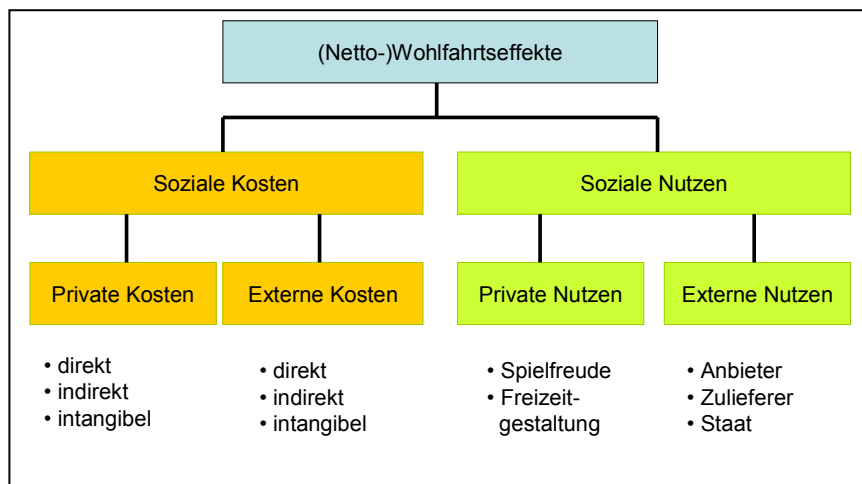 (Netto-)Wohlfahrtseffekte
Soziale Kosten
Soziale Nutzen
Private Kosten
Externe Kosten
Private Nutzen
Externe Nutzen
• direkt
• indirekt
• intangibel
• direkt
• indirekt
• intangibel
• Spielfreude
• Freizeit-
gestaltung
• Anbieter
• Zulieferer
• Staat